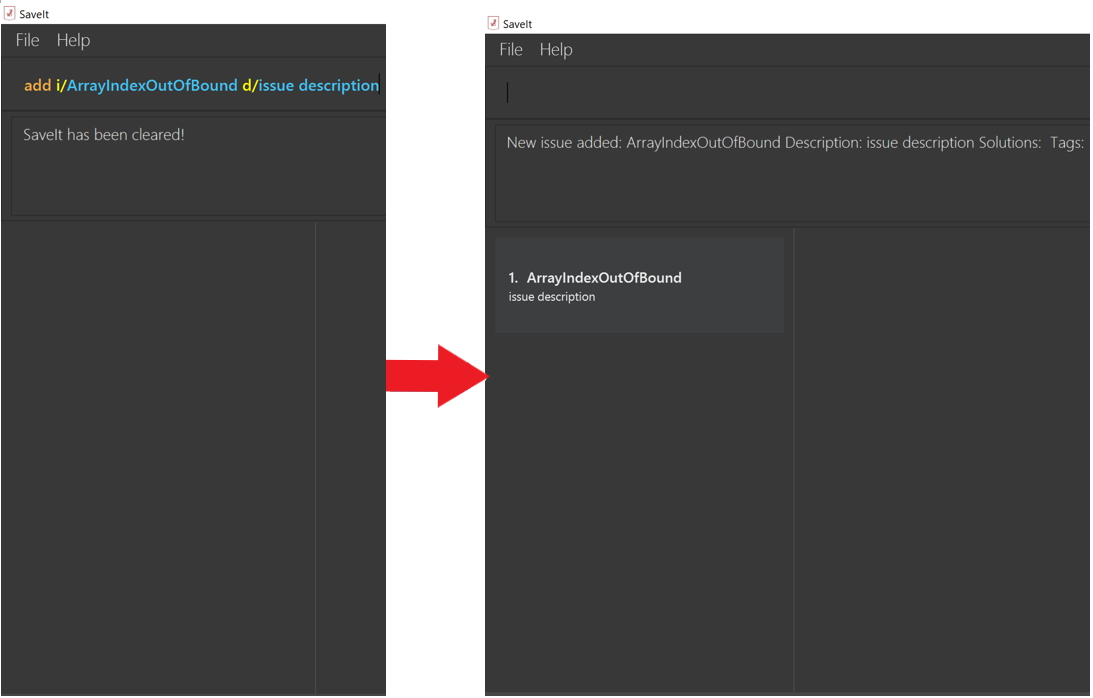 SaveIt
File Help
add i/ArrayIndexOutOfBound d/issue description
SaveIt has been cleared!
SaveIt
File Help
New issue added: ArrayIndexOutOfBound Description: issue description Solutions:  Tags:
1. ArrayIndexOutOfBound
issue description